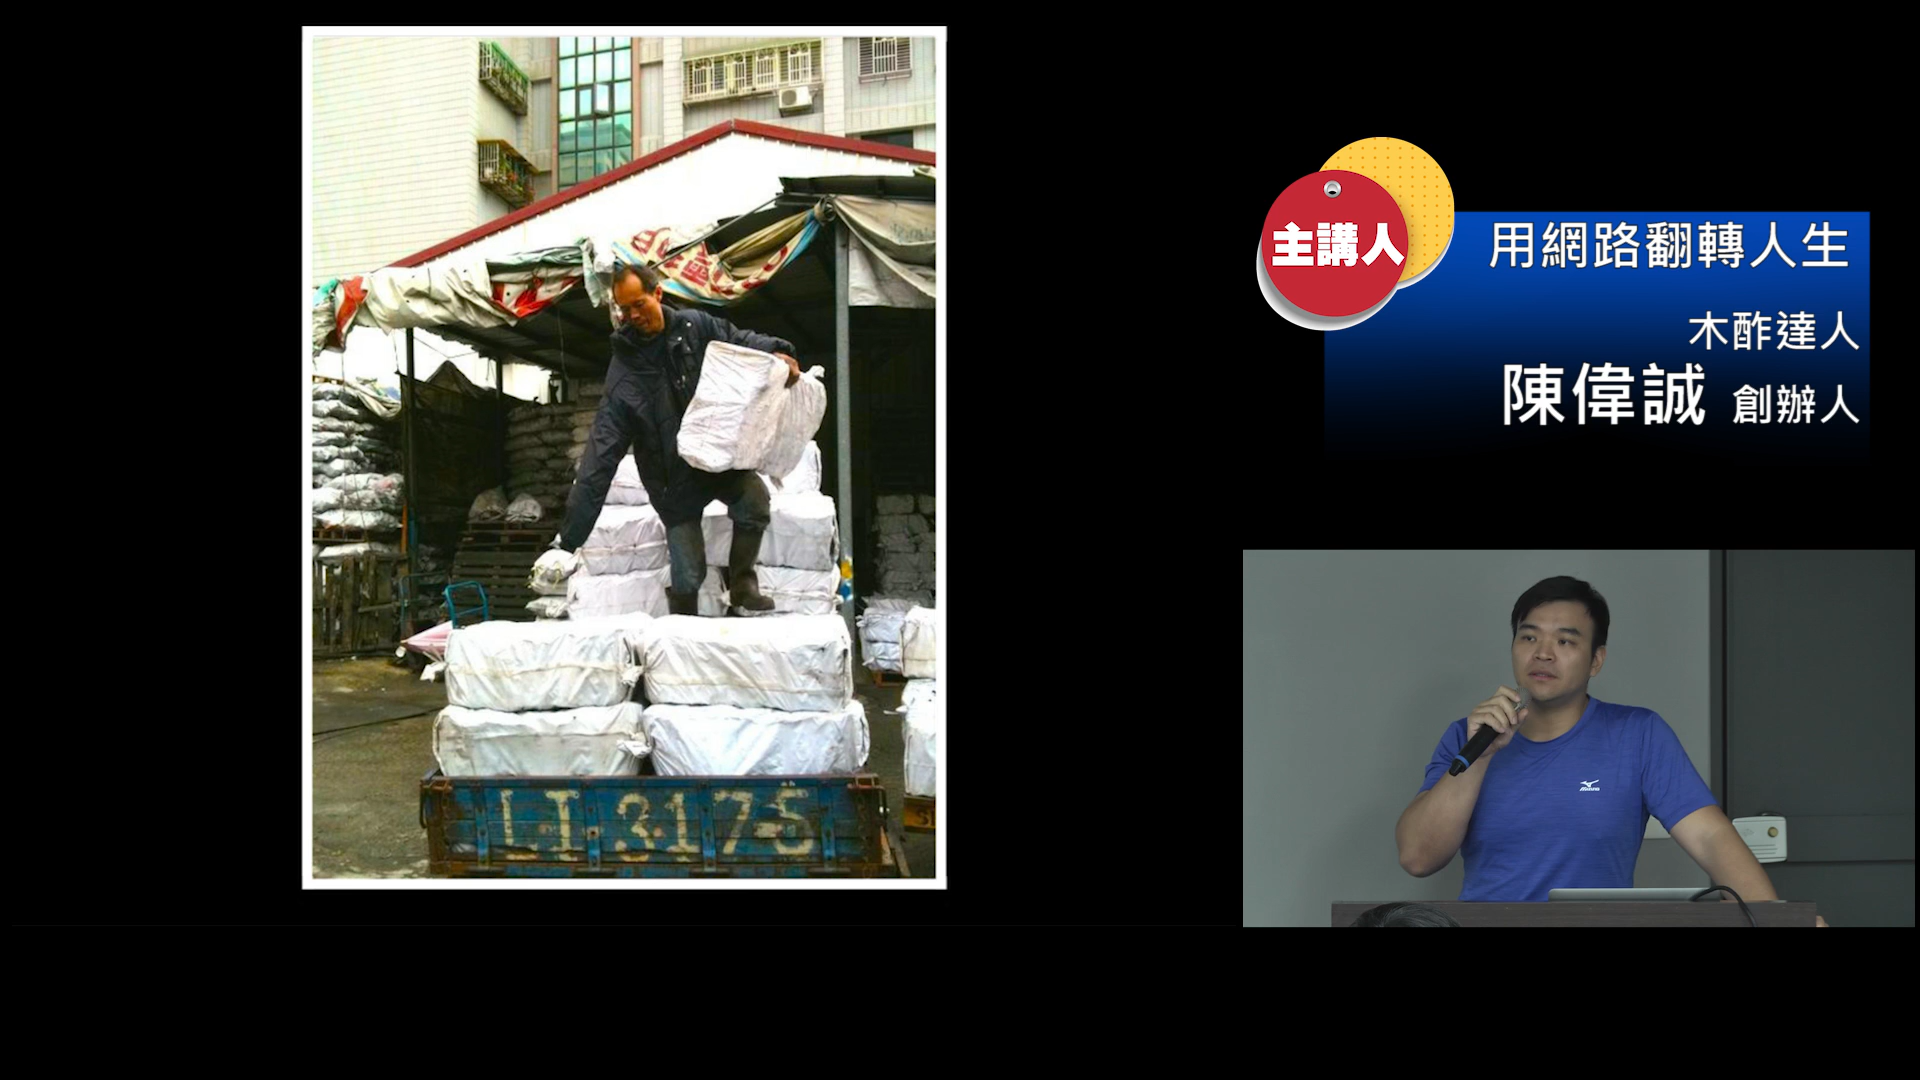 主講人
用網路翻轉人生
木酢達人
陳偉誠 創辦人
LI 3175
Mizuno